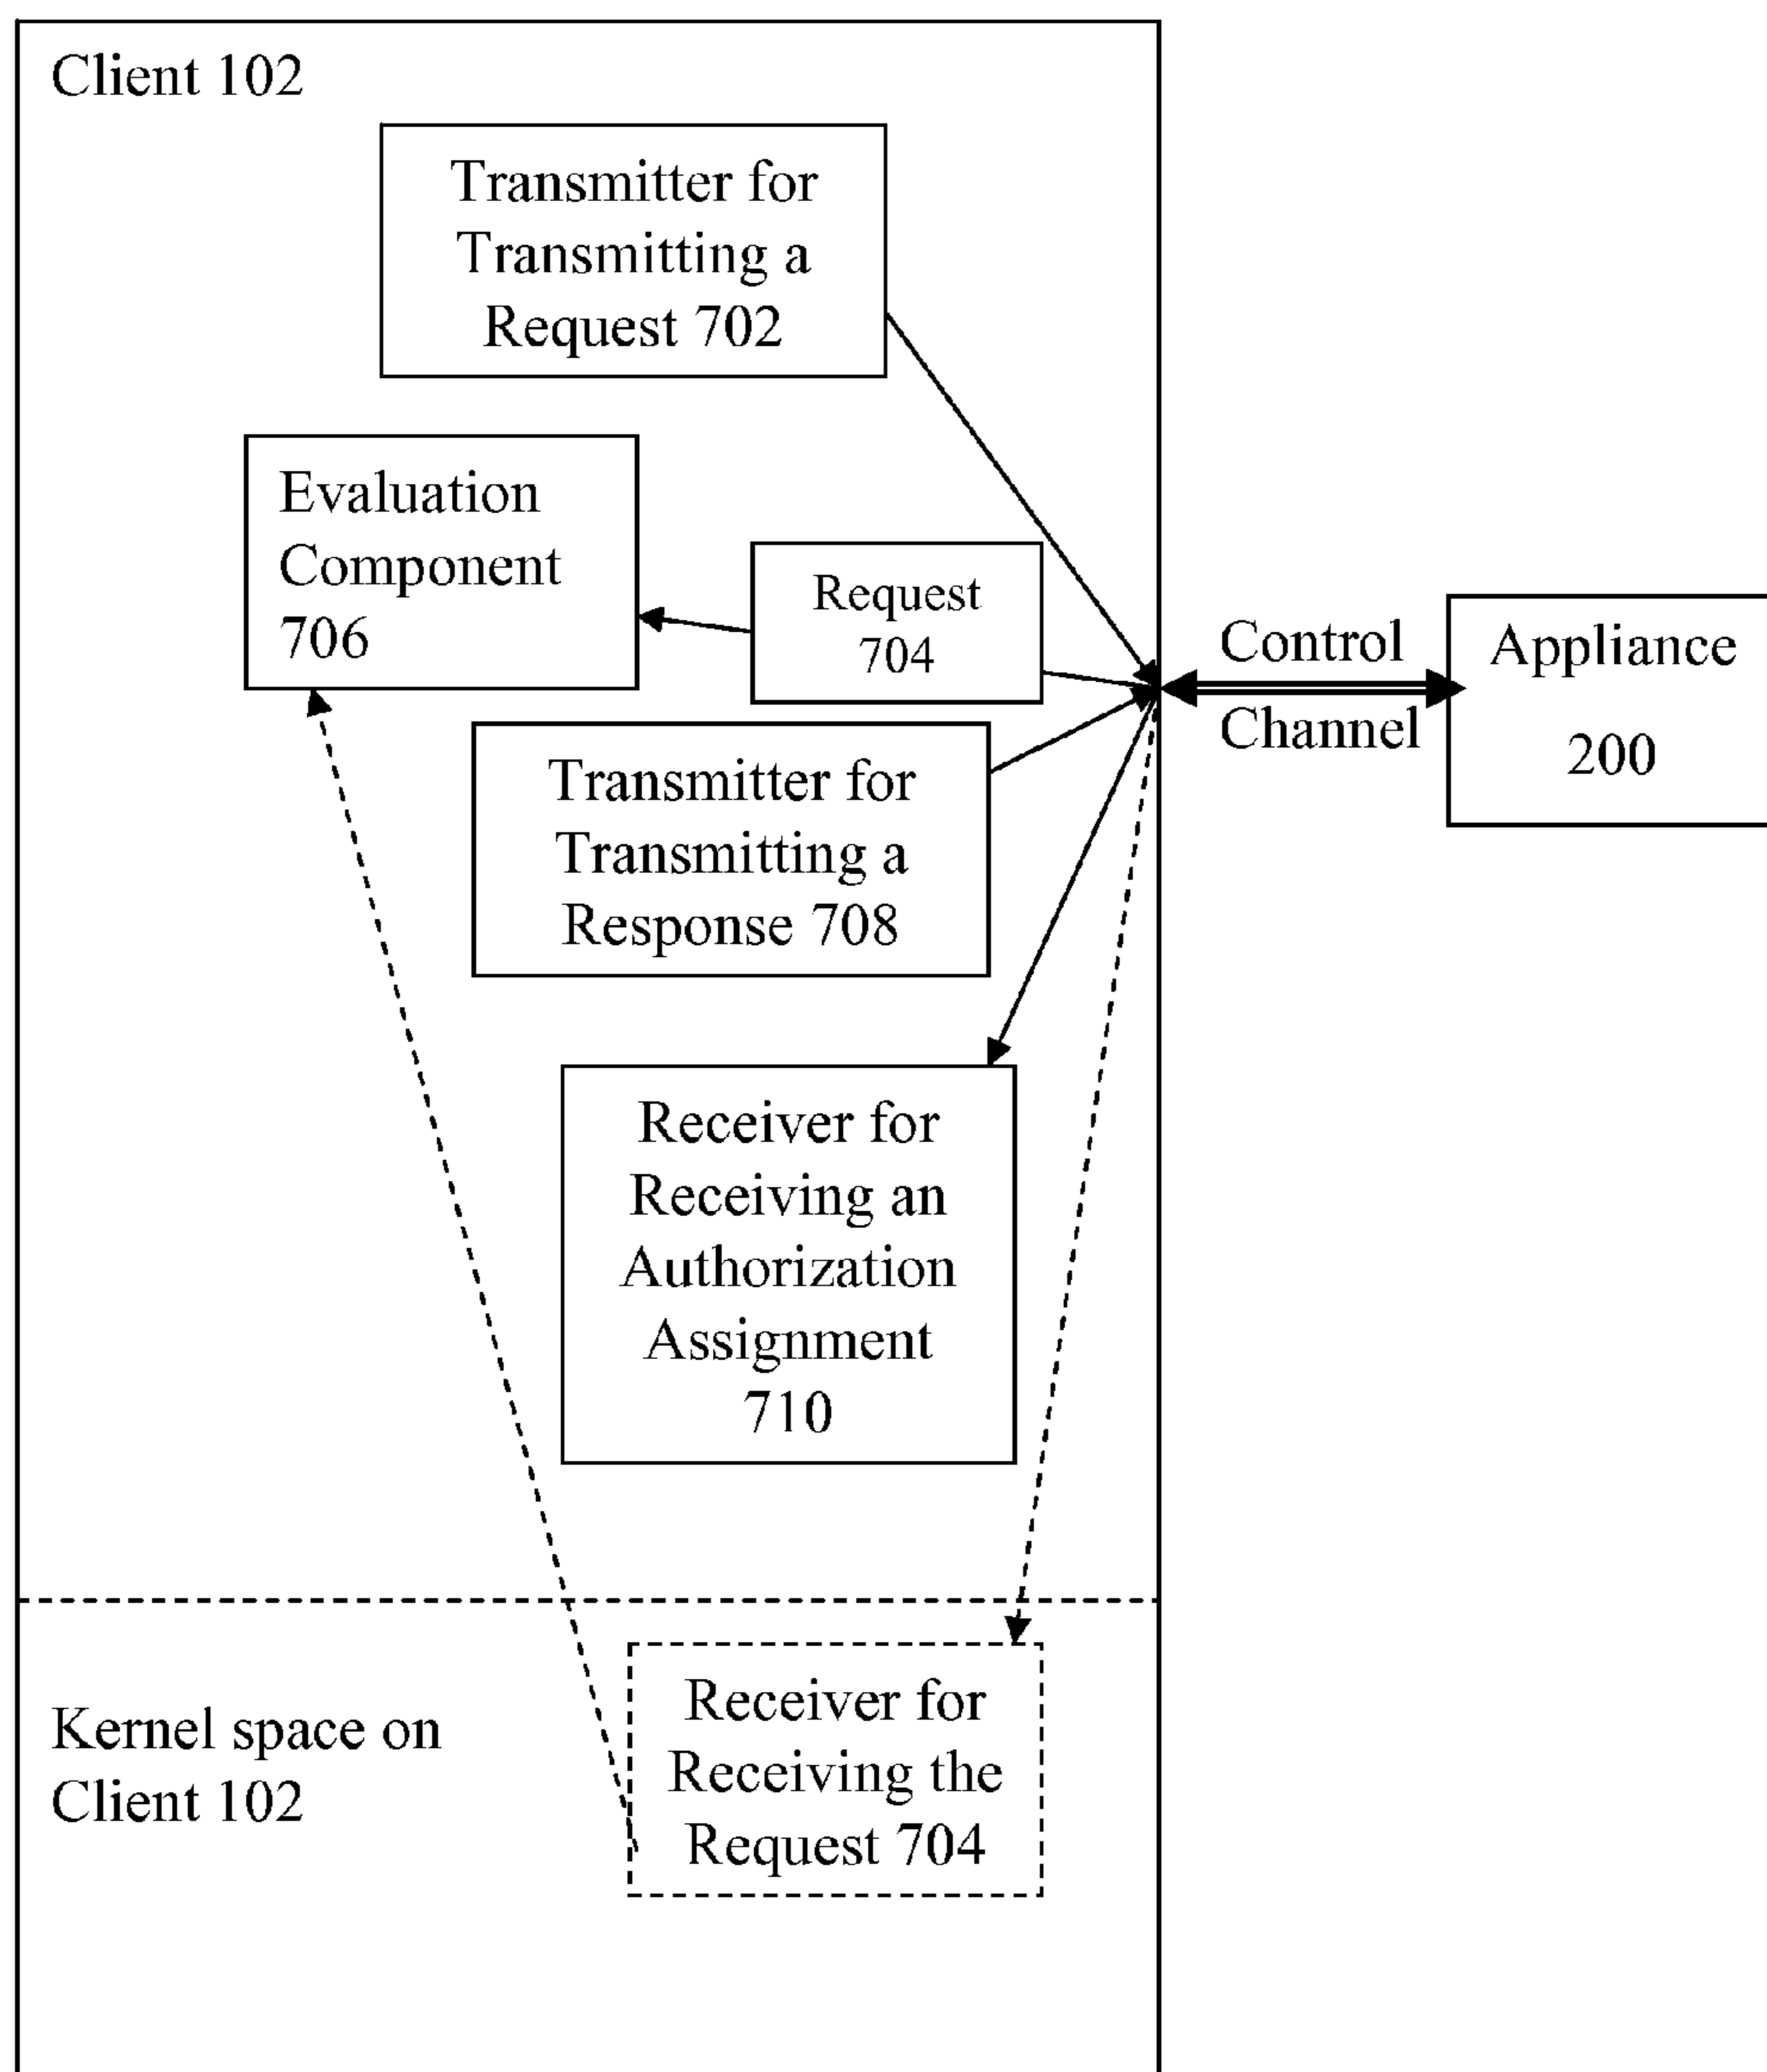 Client 102
Transmitter for
Transmitting a
Request 702
Evaluation
Component
706
Request
704
Control
Channel
Appliance
200
Transmitter for
Transmitting a
Response 708
Receiver for
Receiving an
Authorization
Assignment
710
Kernel space on
Client 102
Receiver for
Receiving the
Request 704